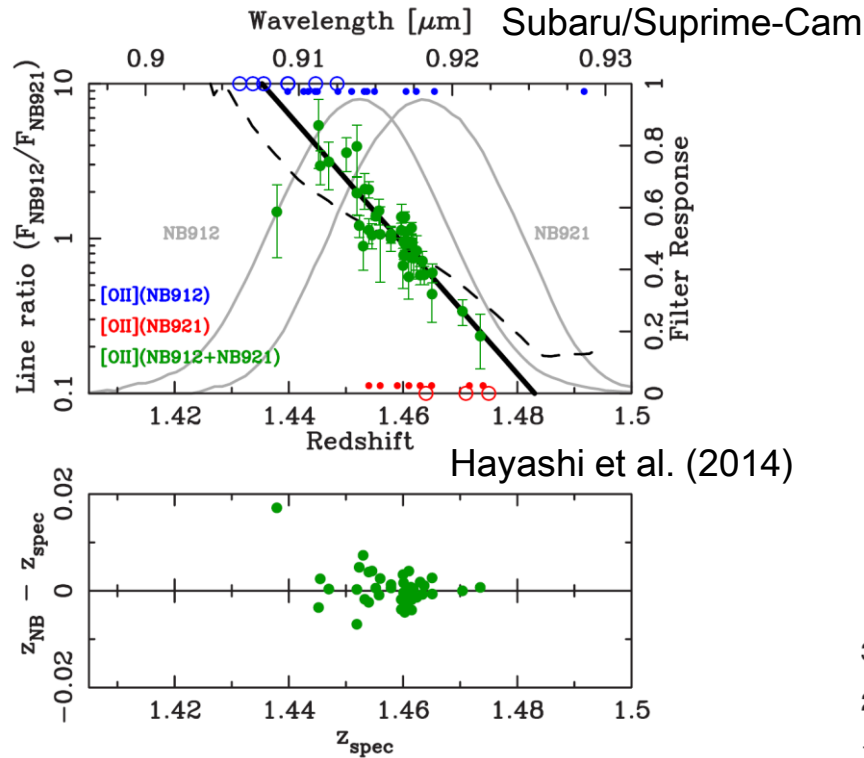 Wavelength [μm] Subaru/Suprime-Cam
0.9 0.91 0.92 0.93
Line ratio (F_NB912/F_NB921)
10
1
0.1
NB912
NB921
[OII](NB912)
[OII](NB921)
[OII](NB912+NB921)
1
0.8
0.6
0.4
0.2
0
Filter Response
1.42 1.44 1.46 1.48 1.5
Redshift
Hayashi et al. (2014)
z_NB − z_spec
0.02
0
−0.02
1.42 1.44 1.46 1.48 1.5
z_spec